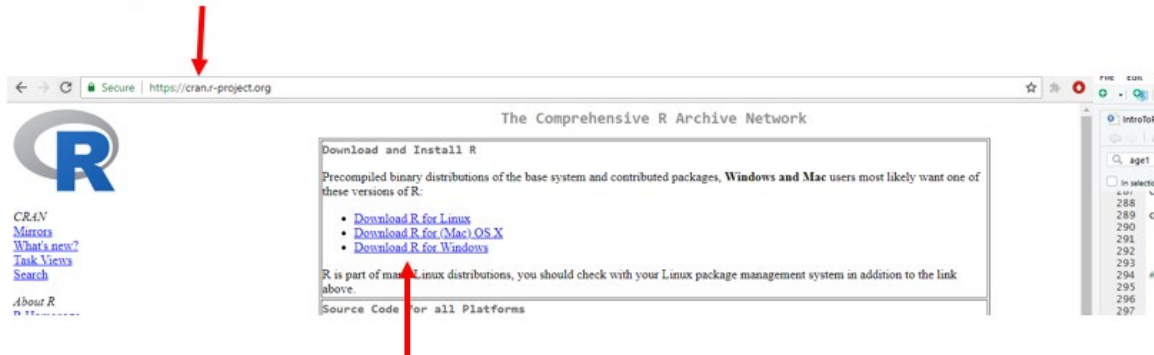 Secure | https://cran.r-project.org
The Comprehensive R Archive Network
R
CRAN
Mirrors
What's new?
Task Views
Search
About R
Download and Install R
Precompiled binary distributions of the base system and contributed packages, Windows and Mac users most likely want one of
these versions of R:
• Download R for Linux
• Download R for (Mac) OS X
• Download R for Windows
R is part of many Linux distributions, you should check with your Linux package management system in addition to the link
above.
Source Code for all Platforms
File Edit
IntroToR
age1
In selectio
288
289 c
290
291
292
293
294 #
295
296
297